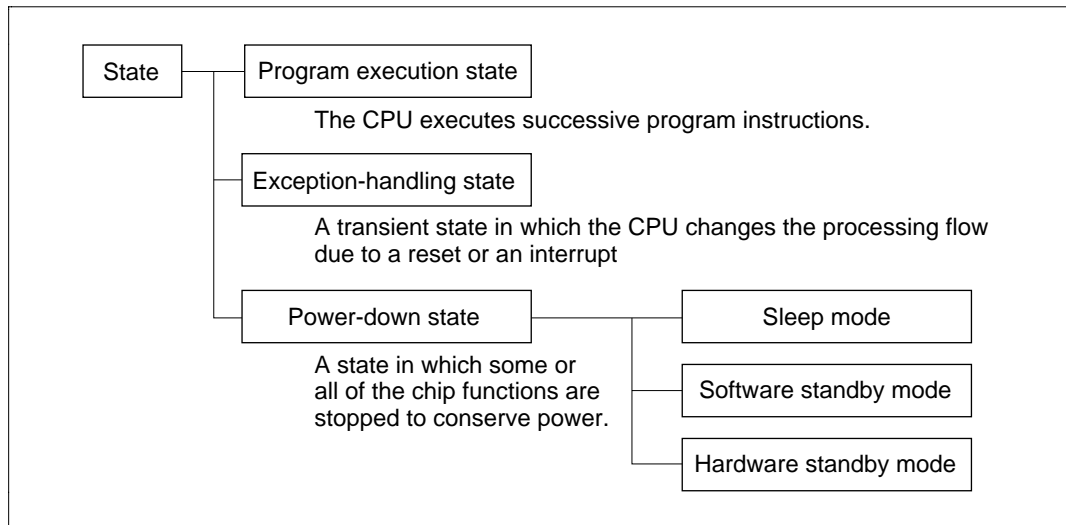 State
Program execution state
The CPU executes successive program instructions.
Exception-handling state
A transient state in which the CPU changes the processing flow
due to a reset or an interrupt
Power-down state
A state in which some or
all of the chip functions are
stopped to conserve power.
Sleep mode
Software standby mode
Hardware standby mode